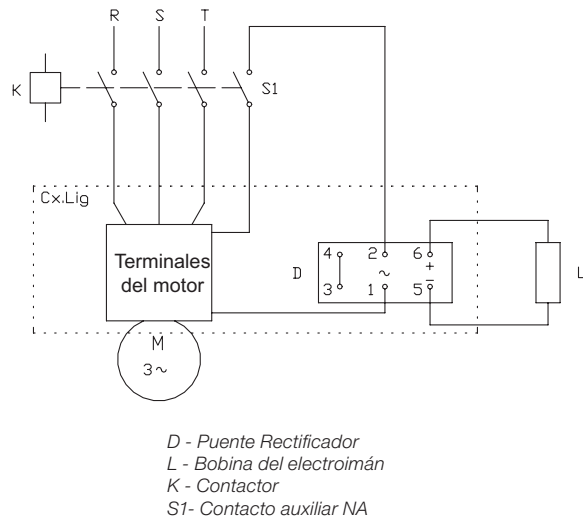 R S T
K
S1
Cx.Lig
Terminales
del motor
4 2 6
D ~ +
3 1 5 −
L
M
3~
D - Puente Rectificador
L - Bobina del electroimán
K - Contactor
S1- Contacto auxiliar NA